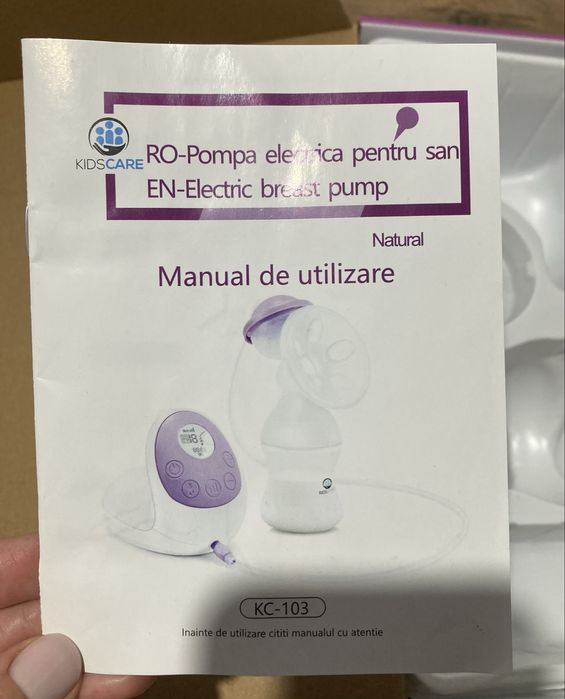 KIDSCARE
RO-Pompa electrica pentru san
EN-Electric breast pump
Natural
Manual de utilizare
KC-103
Inainte de utilizare cititi manualul cu atentie